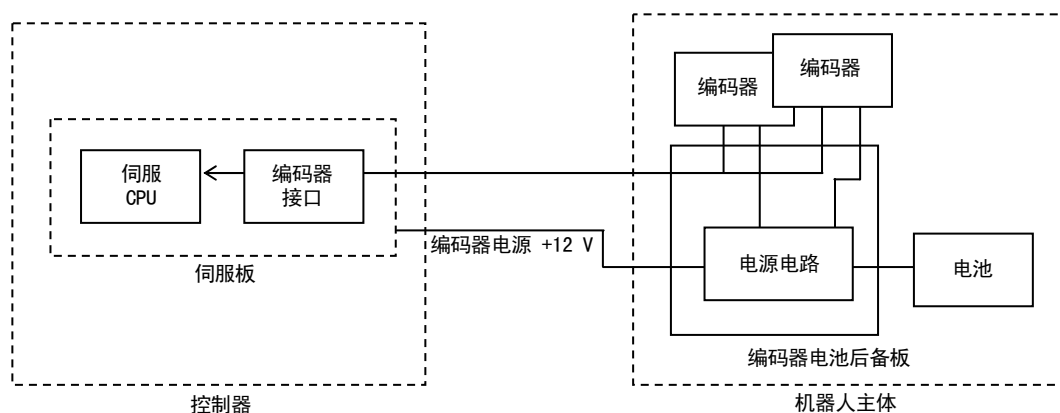 编码器
编码器
伺服
CPU
编码器
接口
编码器电源 +12 V
伺服板
电源电路
电池
编码器电池后备板
控制器
机器人主体